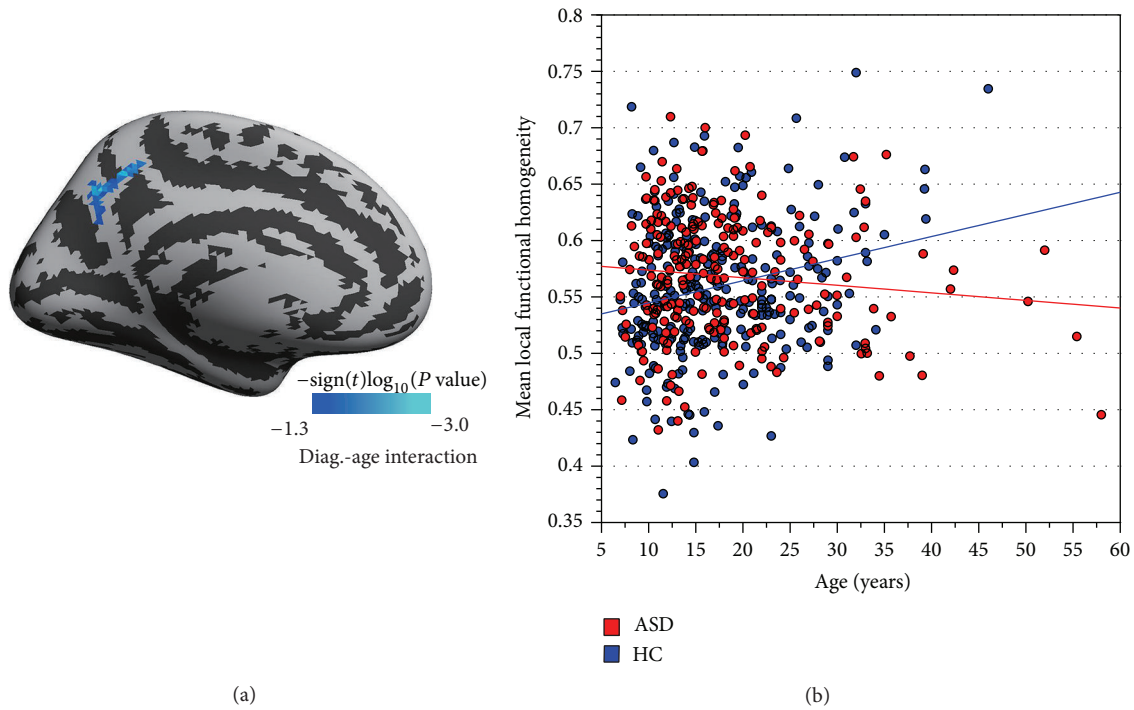 −sign(t)log₁₀(P value)
−1.3
−3.0
Diag.-age interaction
(a)
Mean local functional homogeneity
0.8
0.75
0.7
0.65
0.6
0.55
0.5
0.45
0.4
0.35
5 10 15 20 25 30 35 40 45 50 55 60
Age (years)
ASD
HC
(b)